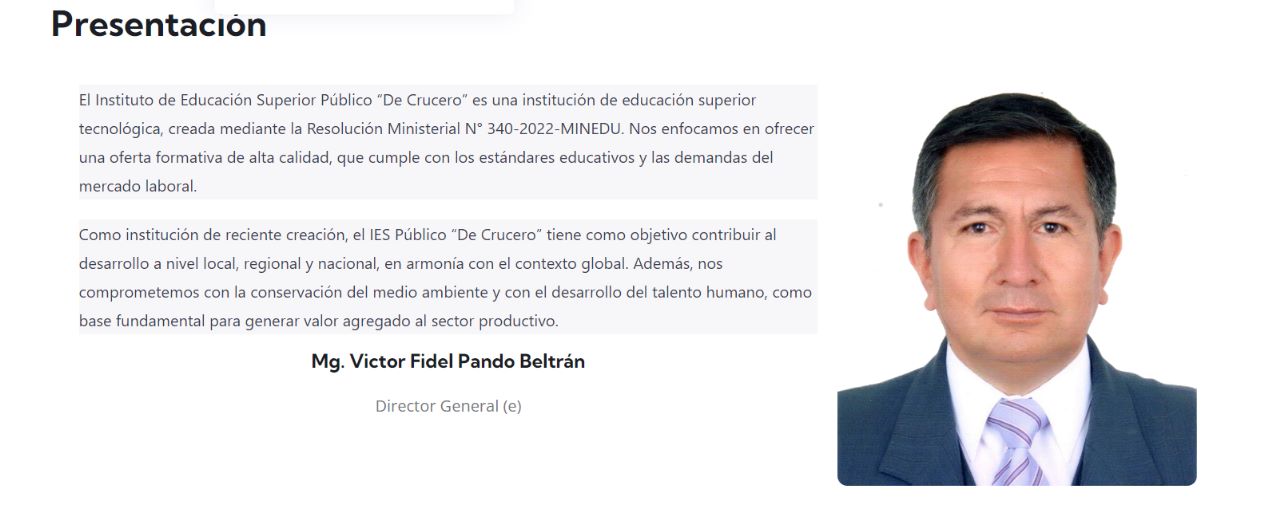 Presentación
El Instituto de Educación Superior Público “De Crucero” es una institución de educación superior
tecnológica, creada mediante la Resolución Ministerial N° 340-2022-MINEDU. Nos enfocamos en ofrecer
una oferta formativa de alta calidad, que cumple con los estándares educativos y las demandas del
mercado laboral.
Como institución de reciente creación, el IES Público “De Crucero” tiene como objetivo contribuir al
desarrollo a nivel local, regional y nacional, en armonía con el contexto global. Además, nos
comprometemos con la conservación del medio ambiente y con el desarrollo del talento humano, como
base fundamental para generar valor agregado al sector productivo.
Mg. Victor Fidel Pando Beltrán
Director General (e)